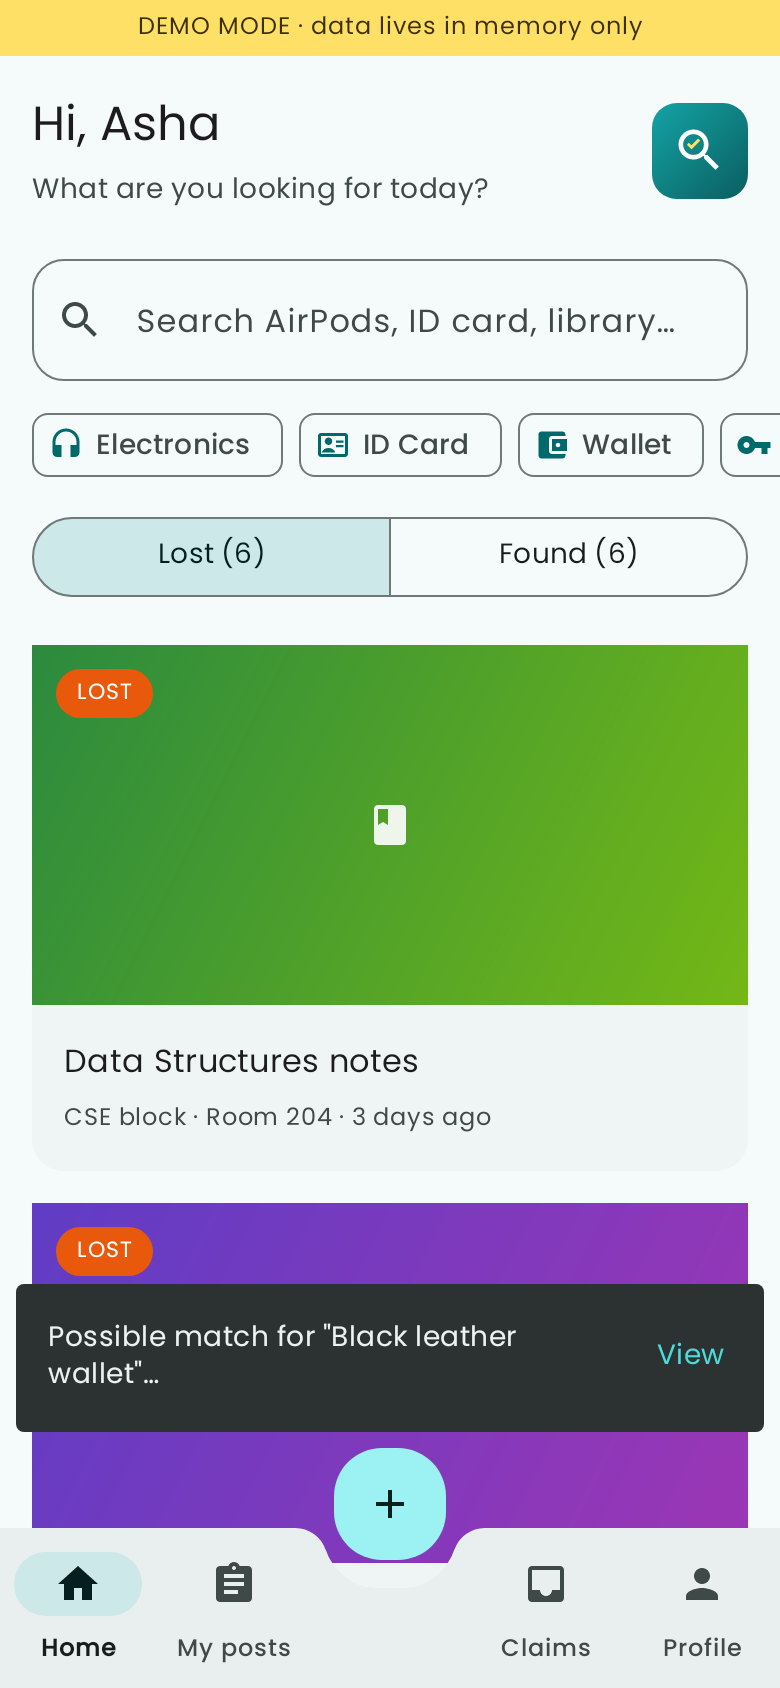 DEMO MODE · data lives in memory only
Hi, Asha
What are you looking for today?
Search AirPods, ID card, library…
Electronics
ID Card
Wallet
Lost (6)
Found (6)
LOST
Data Structures notes
CSE block · Room 204 · 3 days ago
LOST
Possible match for "Black leather
wallet"…
View
Home
My posts
Claims
Profile